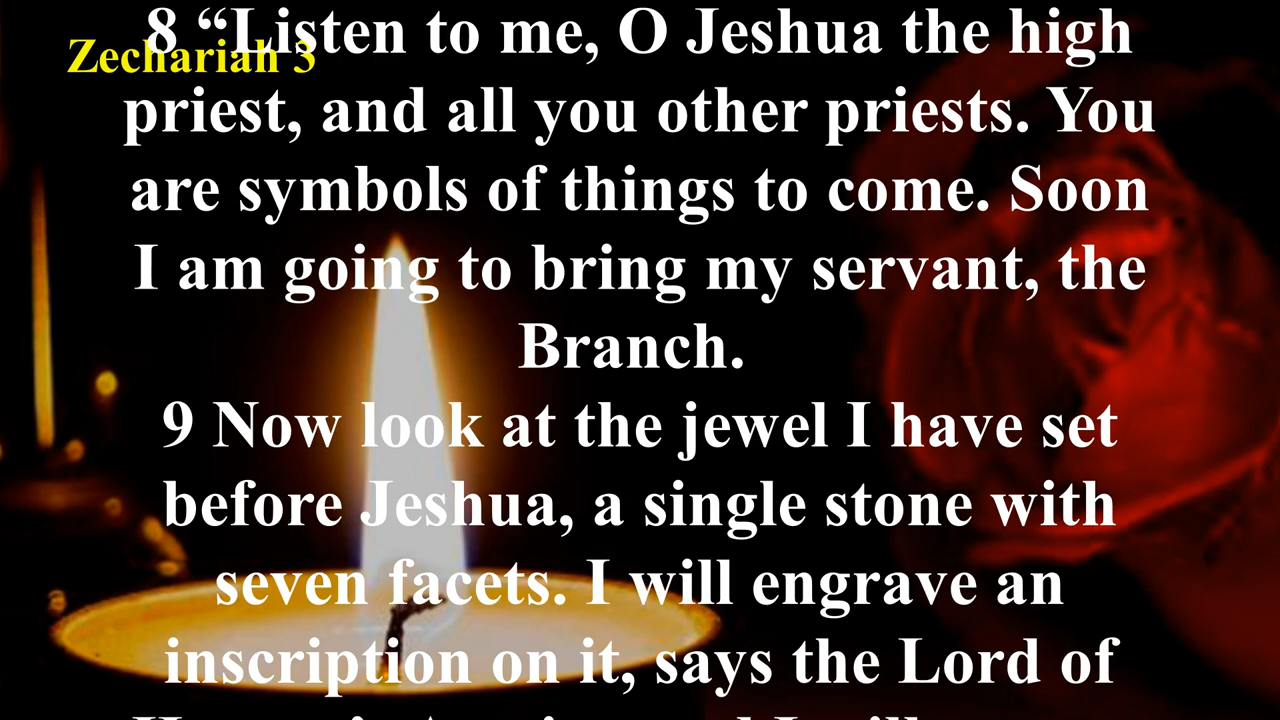 Zechariah 3
8 “Listen to me, O Jeshua the high
priest, and all you other priests. You
are symbols of things to come. Soon
I am going to bring my servant, the
Branch.
9 Now look at the jewel I have set
before Jeshua, a single stone with
seven facets. I will engrave an
inscription on it, says the Lord of